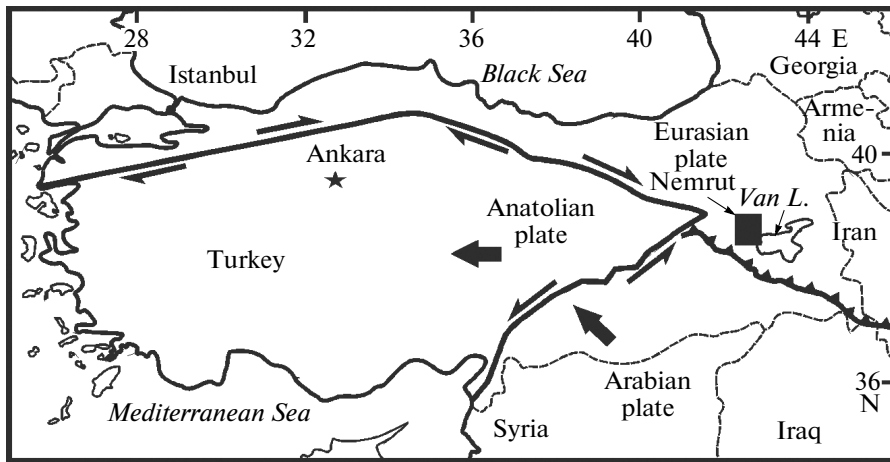 28 32 36 40 44 E
Istanbul
Black Sea
Georgia
Arme-
nia
Eurasian
plate
40
Ankara
Nemrut
Van L.
Anatolian
plate
Iran
Turkey
Arabian
plate
36
N
Mediterranean Sea
Syria
Iraq